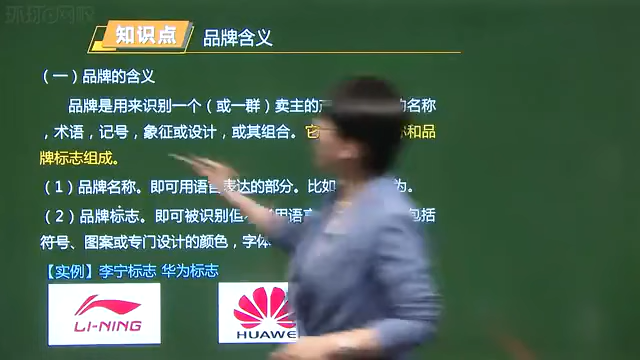 环球网校
知识点
品牌含义
（一）品牌的含义
品牌是用来识别一个（或一群）卖主的 的名称
，术语，记号，象征或设计，或其组合。它 和品
牌标志组成。
（1）品牌名称。即可用语言表达的部分。比如 为。
（2）品牌标志。即可被识别但 用语 包括
符号、图案或专门设计的颜色，字体
【实例】李宁标志 华为标志
LI-NING
HUAWE